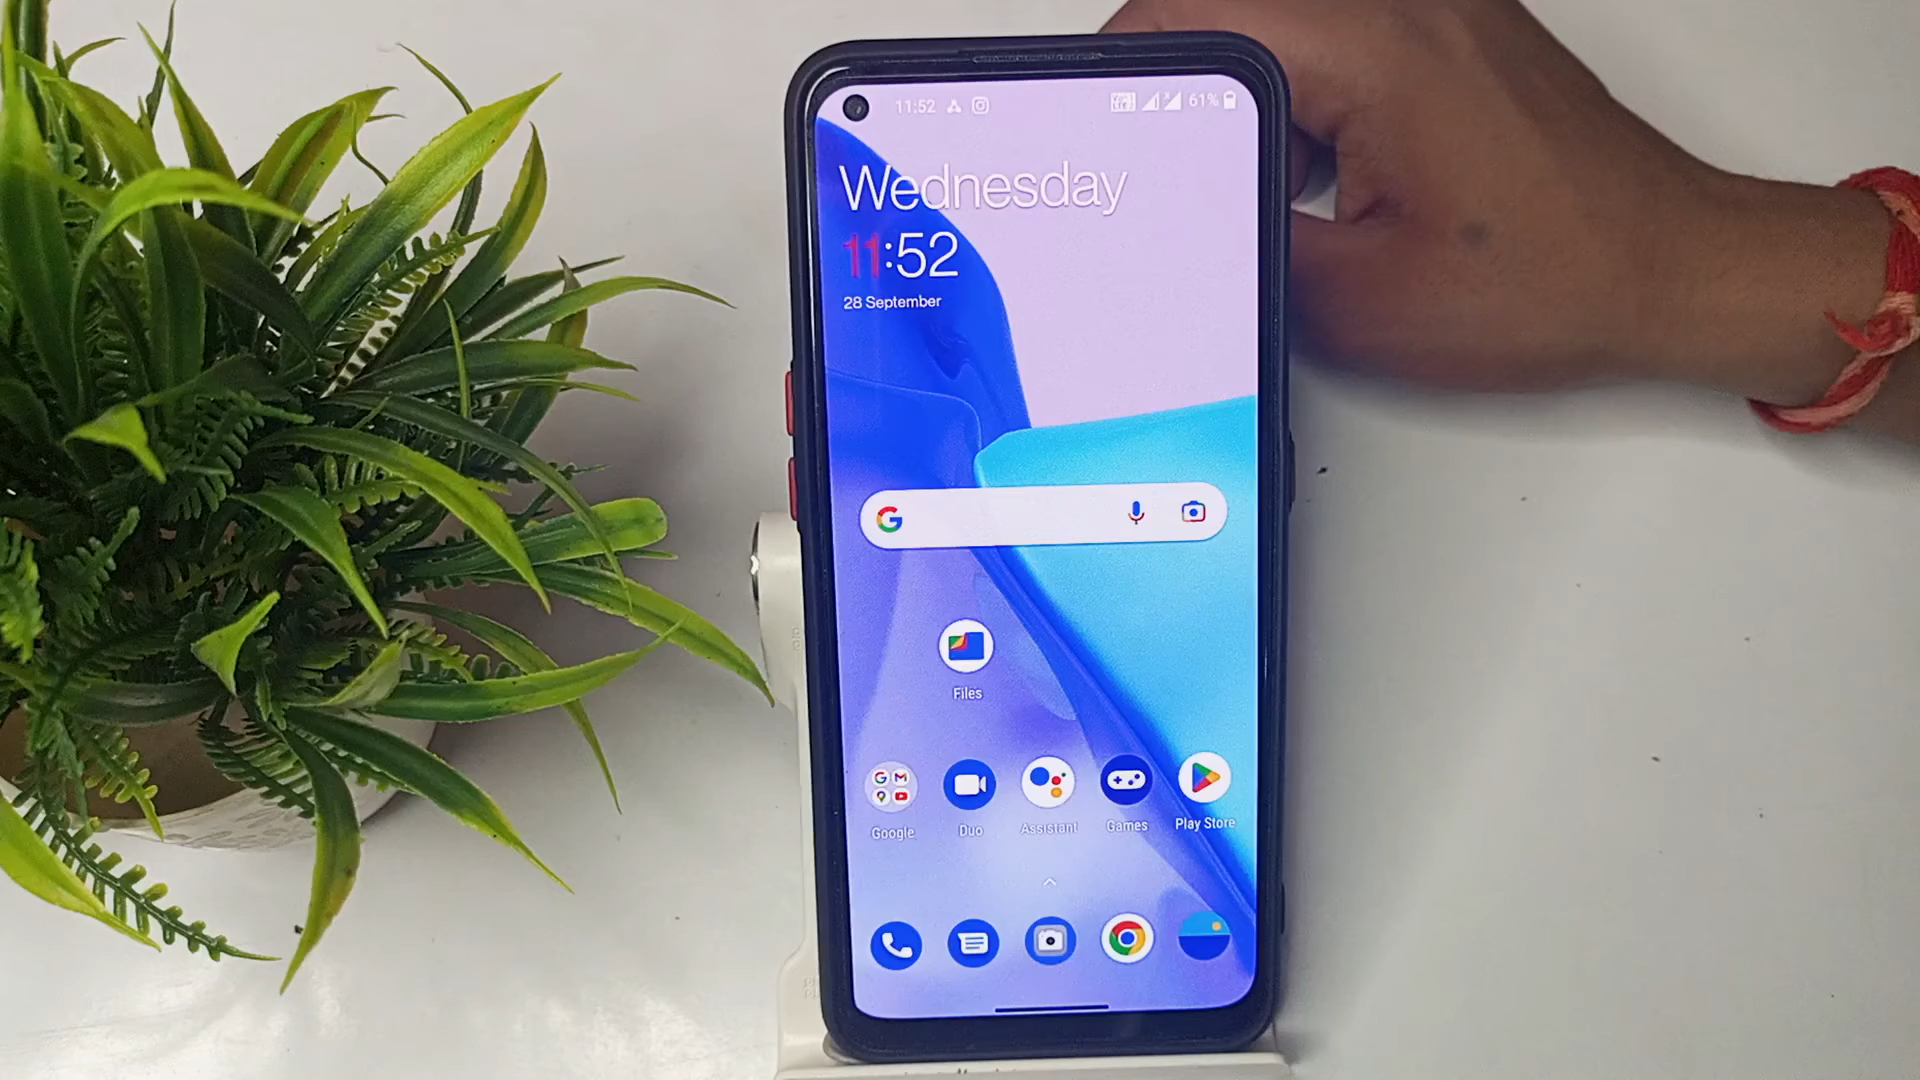 11:52
61%
Wednesday
11:52
28 September
Files
Google
Duo
Assistant
Games
Play Store